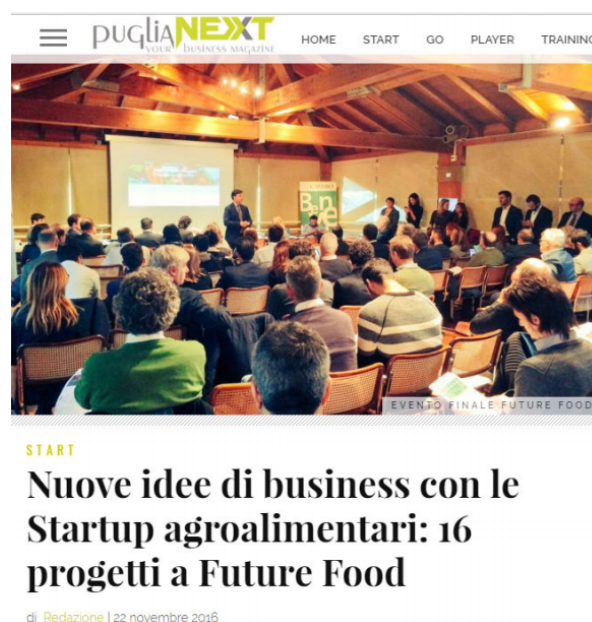 pugliaNEXT
YOUR BUSINESS MAGAZINE
HOME START GO PLAYER TRAINING
EVENTO FINALE FUTURE FOOD
START
Nuove idee di business con le
Startup agroalimentari: 16
progetti a Future Food
di Redazione | 22 novembre 2016